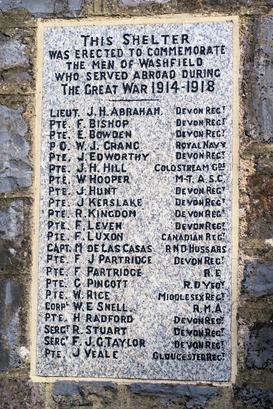 THIS SHELTER
WAS ERECTED TO COMMEMORATE
THE MEN OF WASHFIELD
WHO SERVED ABROAD DURING
THE GREAT WAR 1914-1918
LIEUT. J. H. ABRAHAM, DEVON REGT
PTE. F. BISHOP DEVON REGT
PTE. E. BOWDEN DEVON REGT
P.O. W. J. CRANG ROYAL NAVY
PTE. J. EDWORTHY DEVON REGT
PTE. J. H. HILL COLDSTREAM GDS
PTE. W HOOPER M.T. A.S.C.
PTE. J. HUNT DEVON REGT
PTE. J KERSLAKE DEVON REGT
PTE. R. KINGDOM DEVON REGT
PTE. F. LEVEN DEVON REGT
PTE. F. LUXON CANADIAN REGT
CAPT. M DE LAS CASAS R N D HUSSARS
PTE. F J PARTRIDGE DEVON REGT
PTE. F PARTRIDGE R.E
PTE. C. PINCOTT R. D YEOY
PTE. W. RICE MIDDLESEX REGT
CORPL W. E SNELL R.M.A.
PTE. H RADFORD DEVON REGT
SERGT R. STUART DEVON REGT
SERGT F. J. C. TAYLOR DEVON REGT
PTE. J VEALE GLOUCESTER REGT